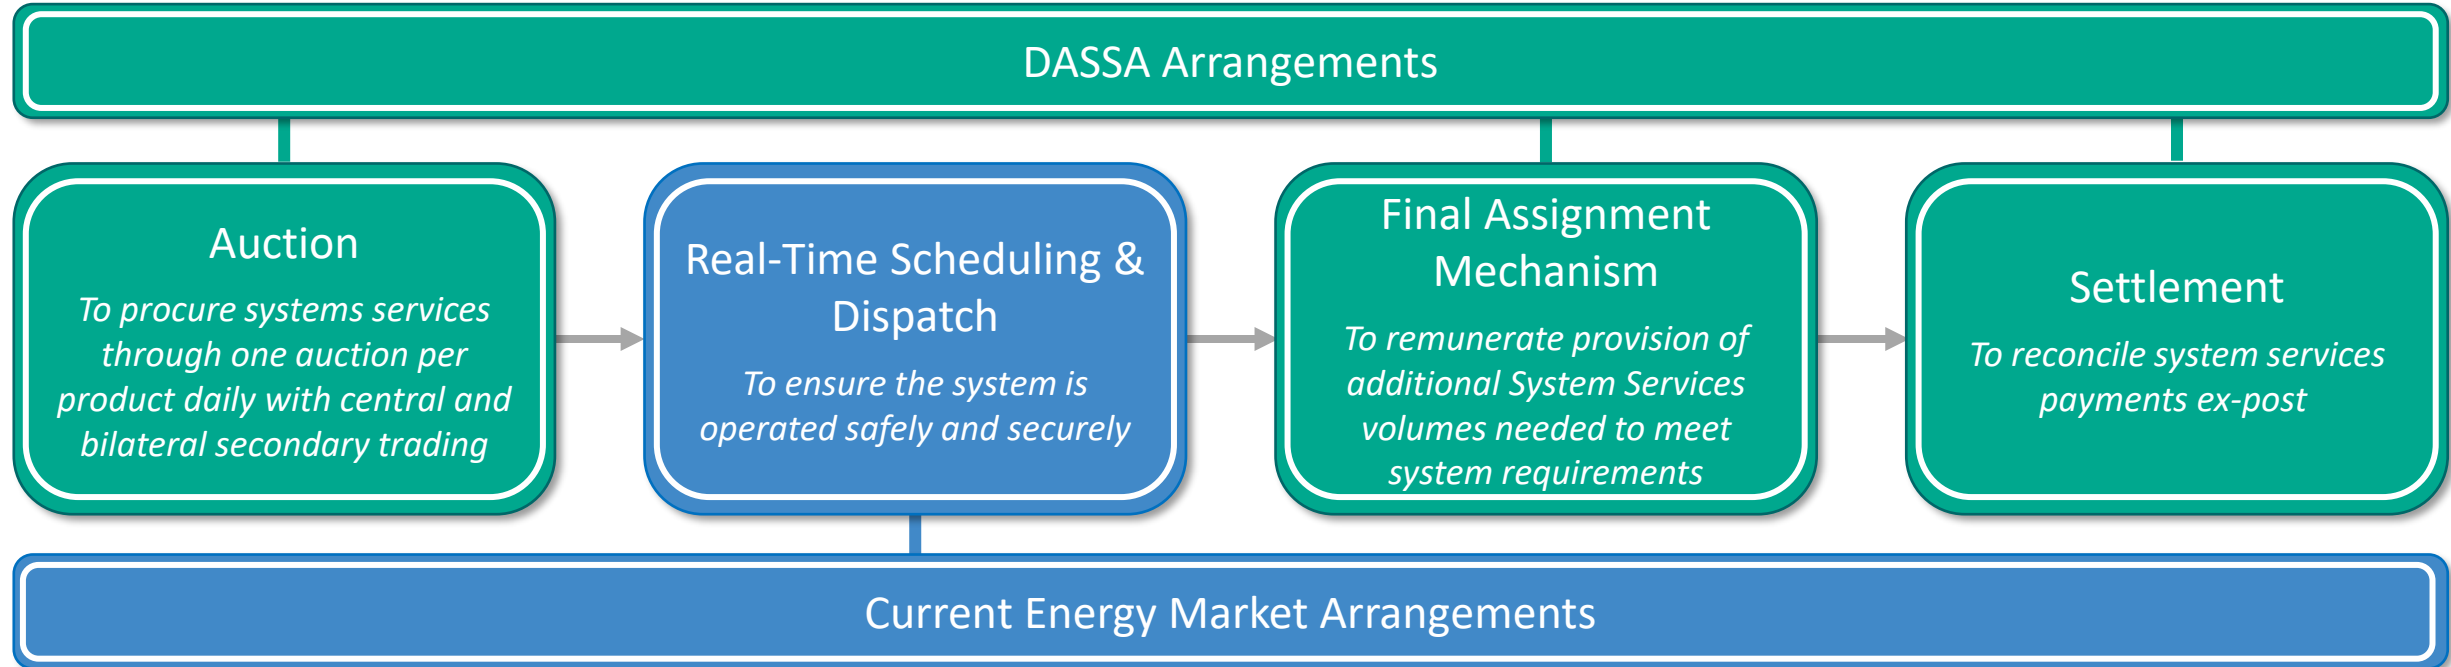 DASSA Arrangements
Auction
To procure systems services
through one auction per
product daily with central and
bilateral secondary trading
Real-Time Scheduling &
Dispatch
To ensure the system is
operated safely and securely
Final Assignment
Mechanism
To remunerate provision of
additional System Services
volumes needed to meet
system requirements
Settlement
To reconcile system services
payments ex-post
Current Energy Market Arrangements